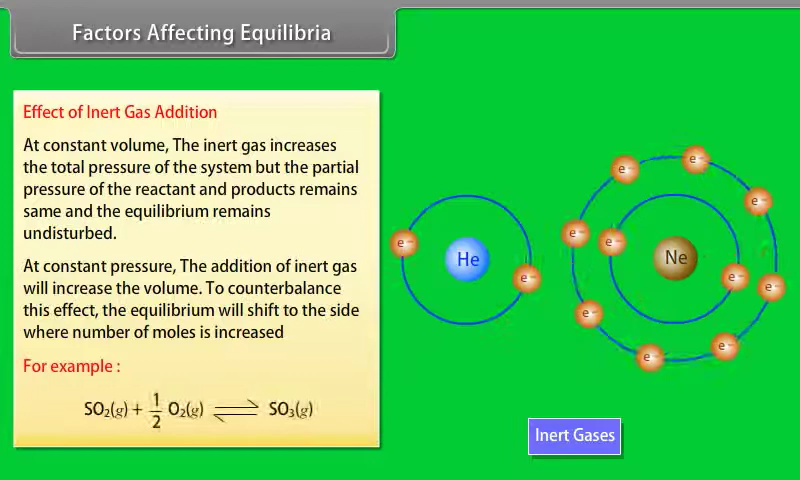 Factors Affecting Equilibria
Effect of Inert Gas Addition
At constant volume, The inert gas increases
the total pressure of the system but the partial
pressure of the reactant and products remains
same and the equilibrium remains
undisturbed.
At constant pressure, The addition of inert gas
will increase the volume. To counterbalance
this effect, the equilibrium will shift to the side
where number of moles is increased
For example :
SO₂(g) + 1/2 O₂(g) ⇌ SO₃(g)
e⁻ He e⁻
e⁻ e⁻ e⁻ e⁻ e⁻ Ne e⁻ e⁻ e⁻ e⁻ e⁻
Inert Gases